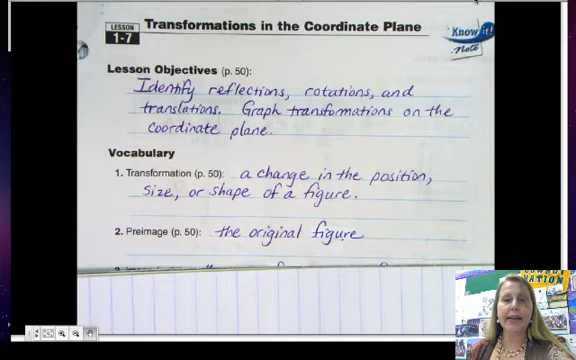 LESSON
1-7
Transformations in the Coordinate Plane
Know it!
Note
Lesson Objectives (p. 50):
Identify reflections, rotations, and
translations. Graph transformations on the
coordinate plane.
Vocabulary
1. Transformation (p. 50): a change in the position,
size, or shape of a figure.
2. Preimage (p. 50): the original figure
NATION